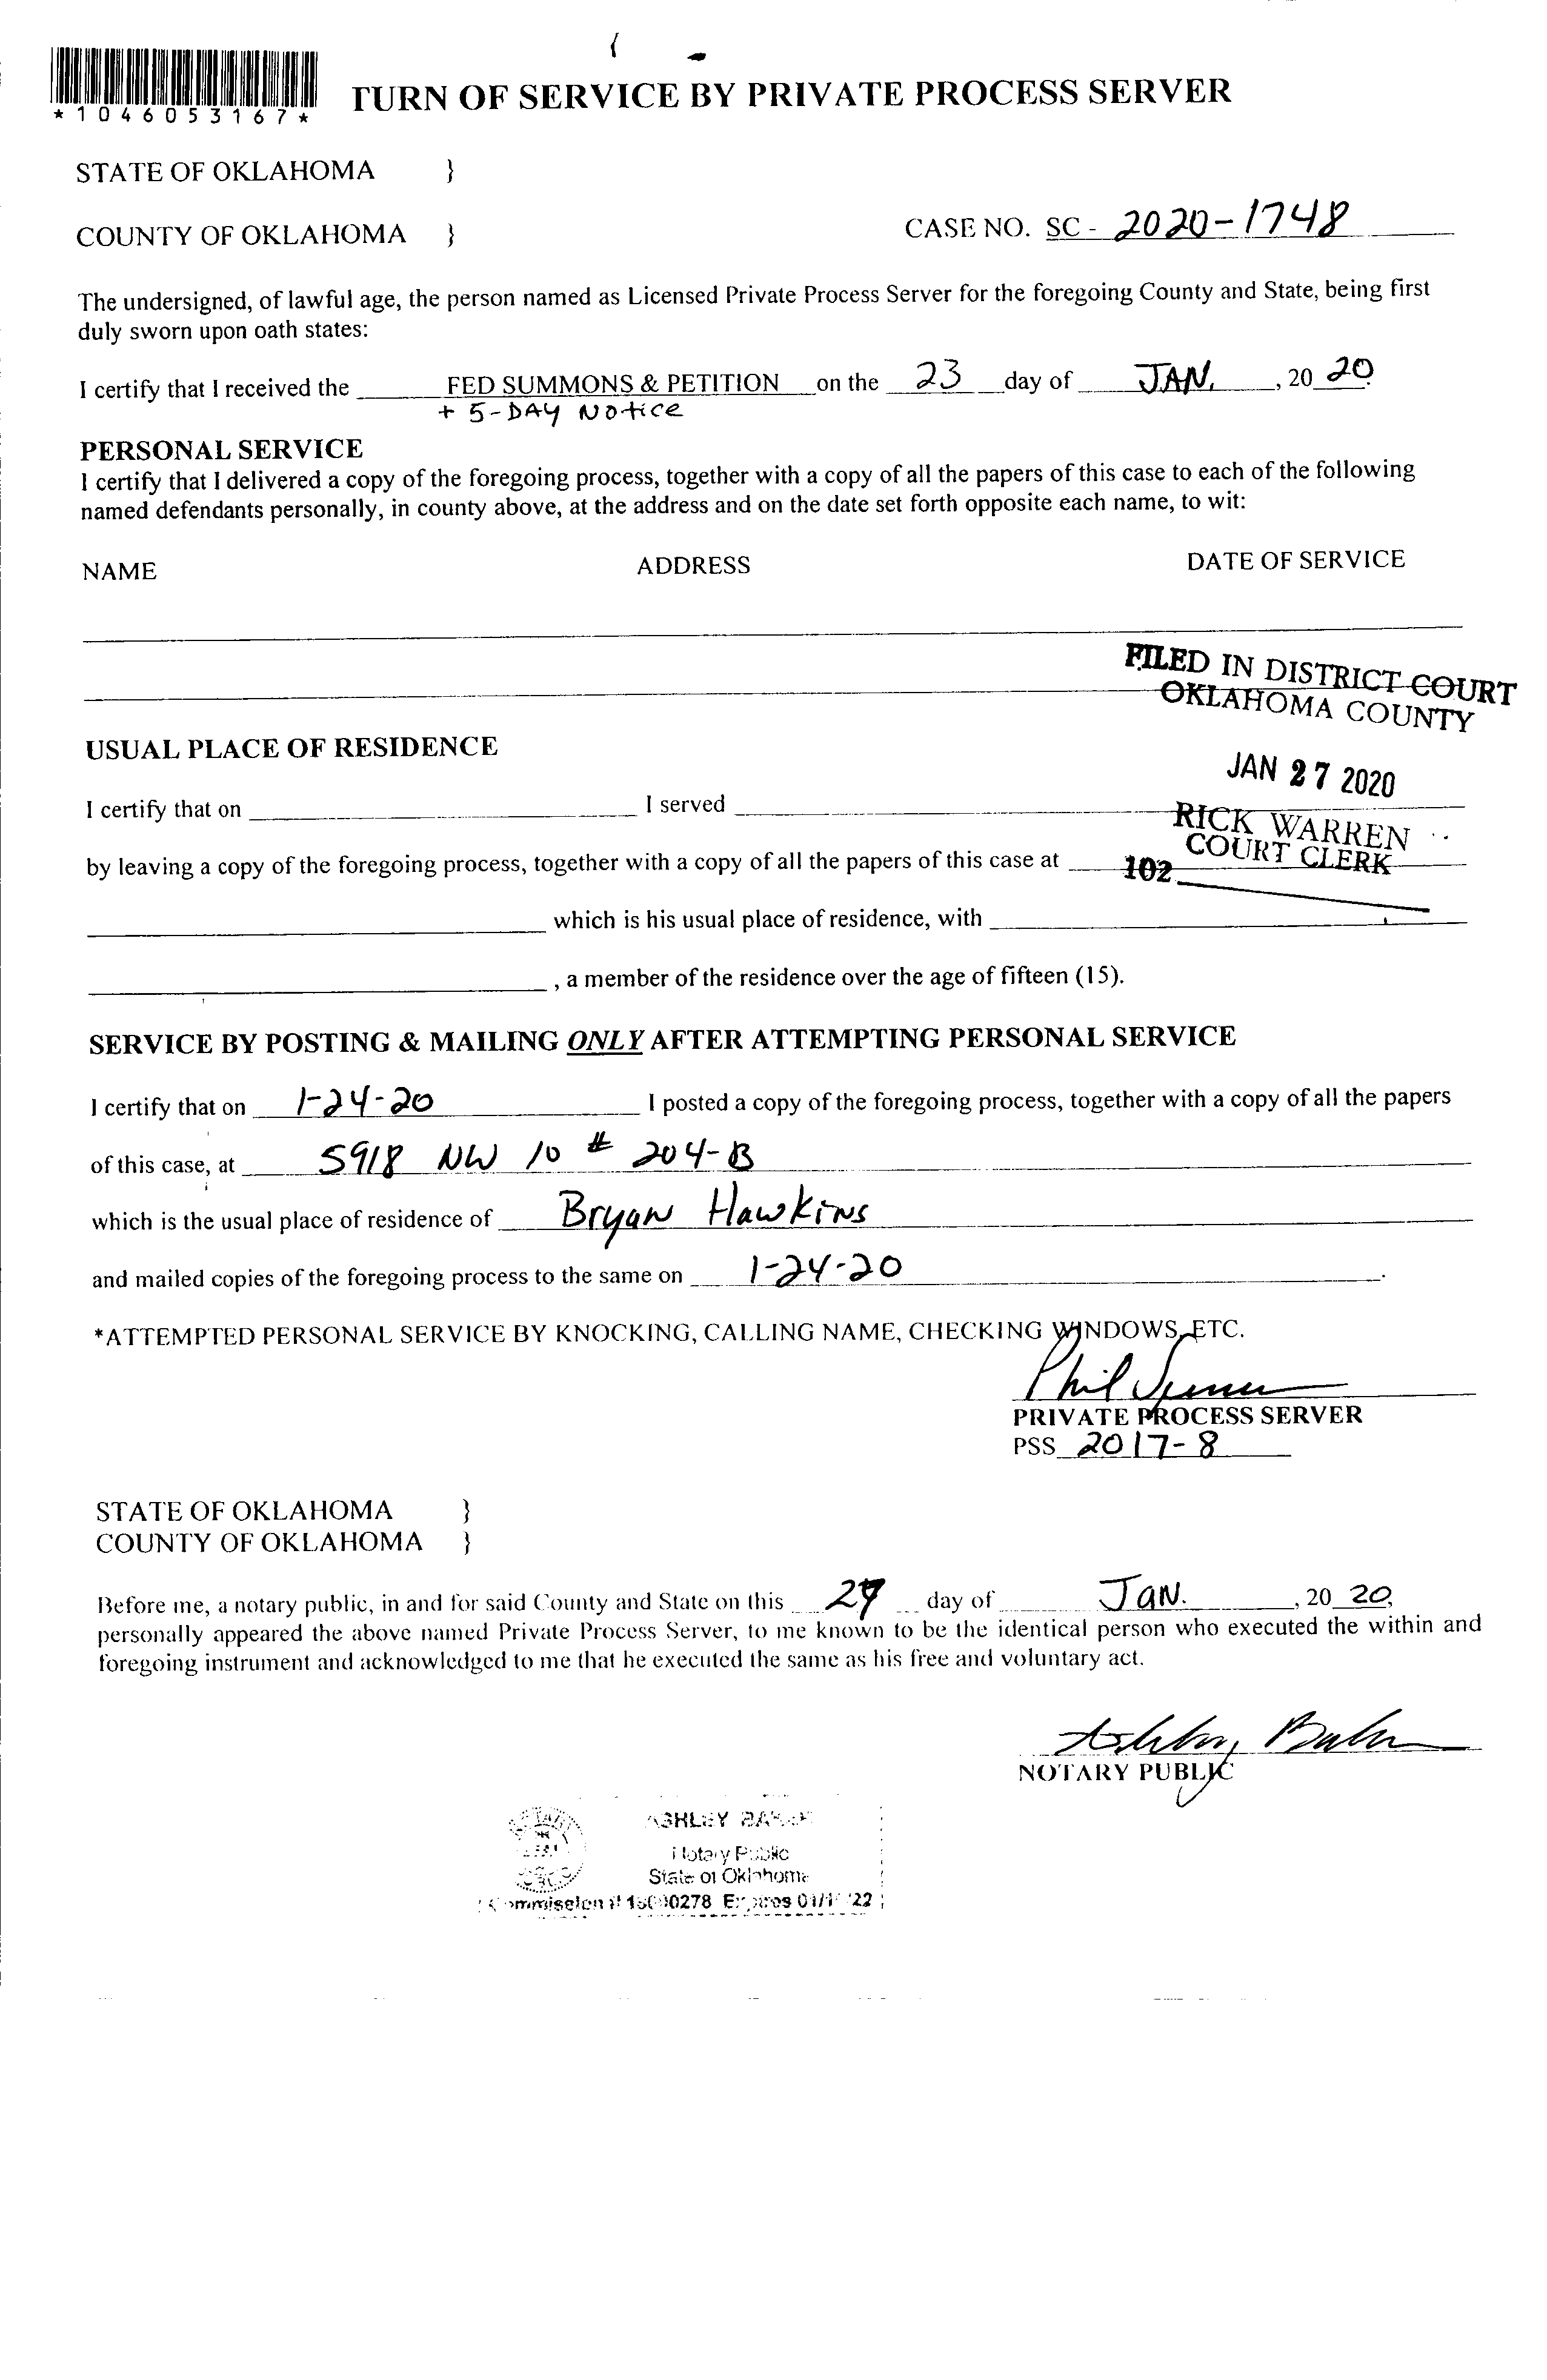 *1046053167*
TURN OF SERVICE BY PRIVATE PROCESS SERVER
STATE OF OKLAHOMA }
COUNTY OF OKLAHOMA } CASE NO. SC - 2020-1748
The undersigned, of lawful age, the person named as Licensed Private Process Server for the foregoing County and State, being first
duly sworn upon oath states:
I certify that I received the FED SUMMONS & PETITION on the 23 day of JAN. , 20 20.
+ 5-DAY Notice
PERSONAL SERVICE
I certify that I delivered a copy of the foregoing process, together with a copy of all the papers of this case to each of the following
named defendants personally, in county above, at the address and on the date set forth opposite each name, to wit:
NAME ADDRESS DATE OF SERVICE
FILED IN DISTRICT COURT
OKLAHOMA COUNTY
USUAL PLACE OF RESIDENCE
JAN 27 2020
I certify that on I served
RICK WARREN
COURT CLERK
by leaving a copy of the foregoing process, together with a copy of all the papers of this case at
102
which is his usual place of residence, with
, a member of the residence over the age of fifteen (15).
SERVICE BY POSTING & MAILING ONLY AFTER ATTEMPTING PERSONAL SERVICE
I certify that on 1-24-20 I posted a copy of the foregoing process, together with a copy of all the papers
of this case, at 5918 NW 10 # 204-B
which is the usual place of residence of Bryan Hawkins
and mailed copies of the foregoing process to the same on 1-24-20 .
*ATTEMPTED PERSONAL SERVICE BY KNOCKING, CALLING NAME, CHECKING WINDOWS, ETC.
Phil
PRIVATE PROCESS SERVER
PSS 2017-8
STATE OF OKLAHOMA }
COUNTY OF OKLAHOMA }
Before me, a notary public, in and for said County and State on this day of Jan. , 20 20,
personally appeared the above named Private Process Server, to me known to be the identical person who executed the within and
foregoing instrument and acknowledged to me that he executed the same as his free and voluntary act.
Ashley Baker
NOTARY PUBLIC
ASHLEY BAKER
Notary Public
State of Oklahoma
Commission # Expires